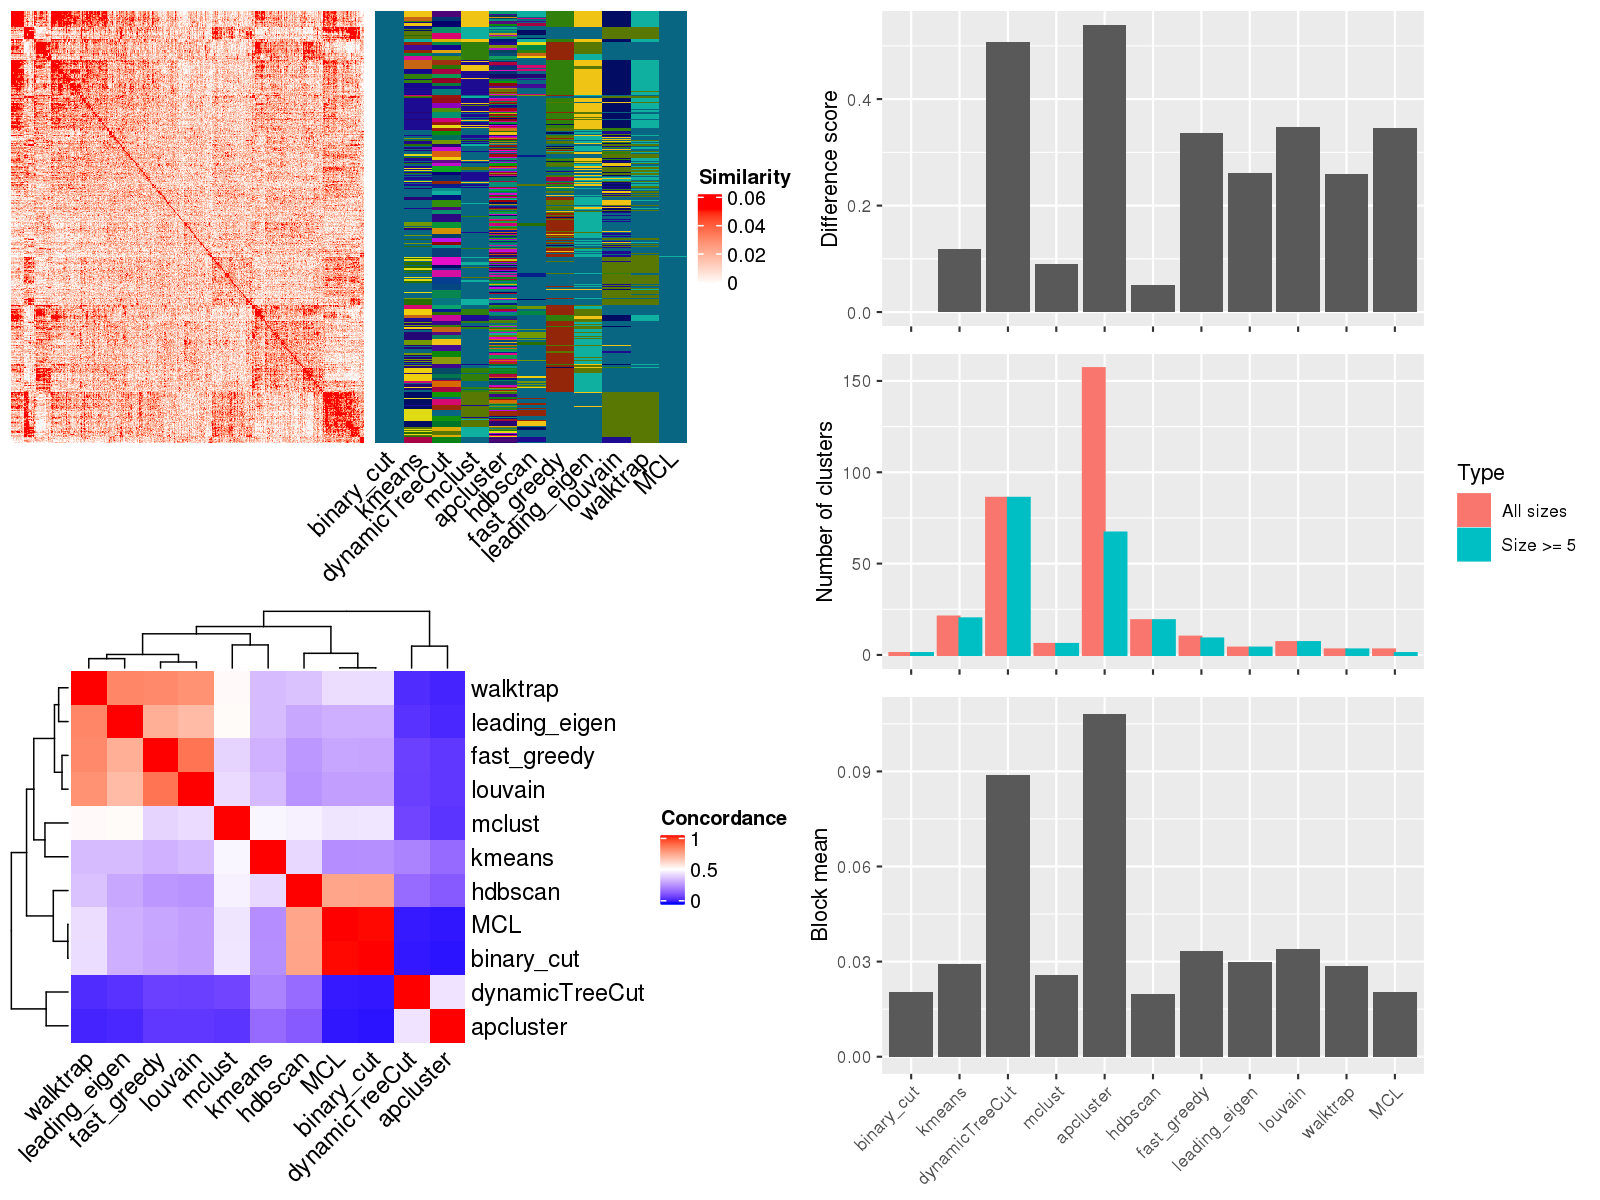 Similarity
0.06
0.04
0.02
0
binary_cut
kmeans
dynamicTreeCut
mclust
apcluster
hdbscan
fast_greedy
leading_eigen
louvain
walktrap
MCL
walktrap
leading_eigen
fast_greedy
louvain
mclust
kmeans
hdbscan
MCL
binary_cut
dynamicTreeCut
apcluster
Concordance
1
0.5
0
walktrap
leading_eigen
fast_greedy
louvain
mclust
kmeans
hdbscan
MCL
binary_cut
dynamicTreeCut
apcluster
Difference score
0.4
0.2
0.0
Number of clusters
150
100
50
0
Type
All sizes
Size >= 5
Block mean
0.09
0.06
0.03
0.00
binary_cut
kmeans
dynamicTreeCut
mclust
apcluster
hdbscan
fast_greedy
leading_eigen
louvain
walktrap
MCL